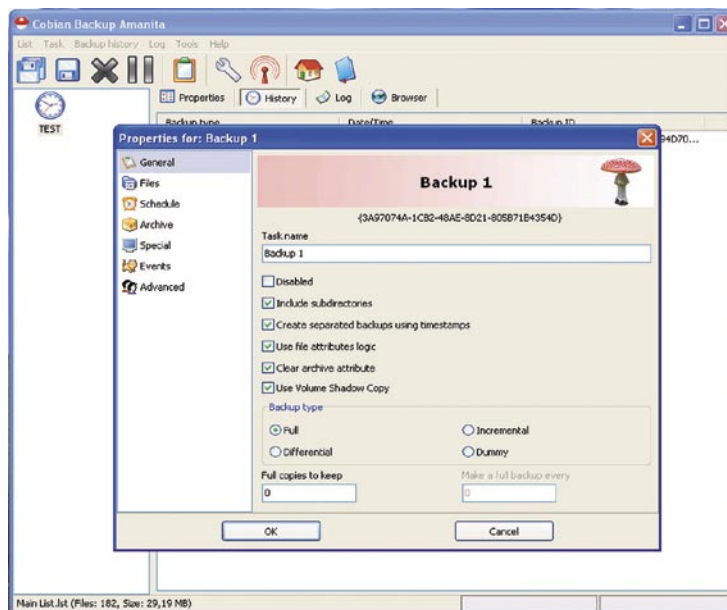 Cobian Backup Amanita
List Task Backup history Log Tools Help
Properties History Log Browser
TEST
Backup type Date/Time Backup ID
94D70...
Properties for: Backup 1
General
Files
Schedule
Archive
Special
Events
Advanced
Backup 1
{3A97074A-1CB2-48AE-8D21-805B71B4354D}
Task name
Backup 1
Disabled
Include subdirectories
Create separated backups using timestamps
Use file attributes logic
Clear archive attribute
Use Volume Shadow Copy
Backup type
Full Incremental
Differential Dummy
Full copies to keep Make a full backup every
0 0
OK Cancel
Main List.lst (Files: 182, Size: 29,19 MB)